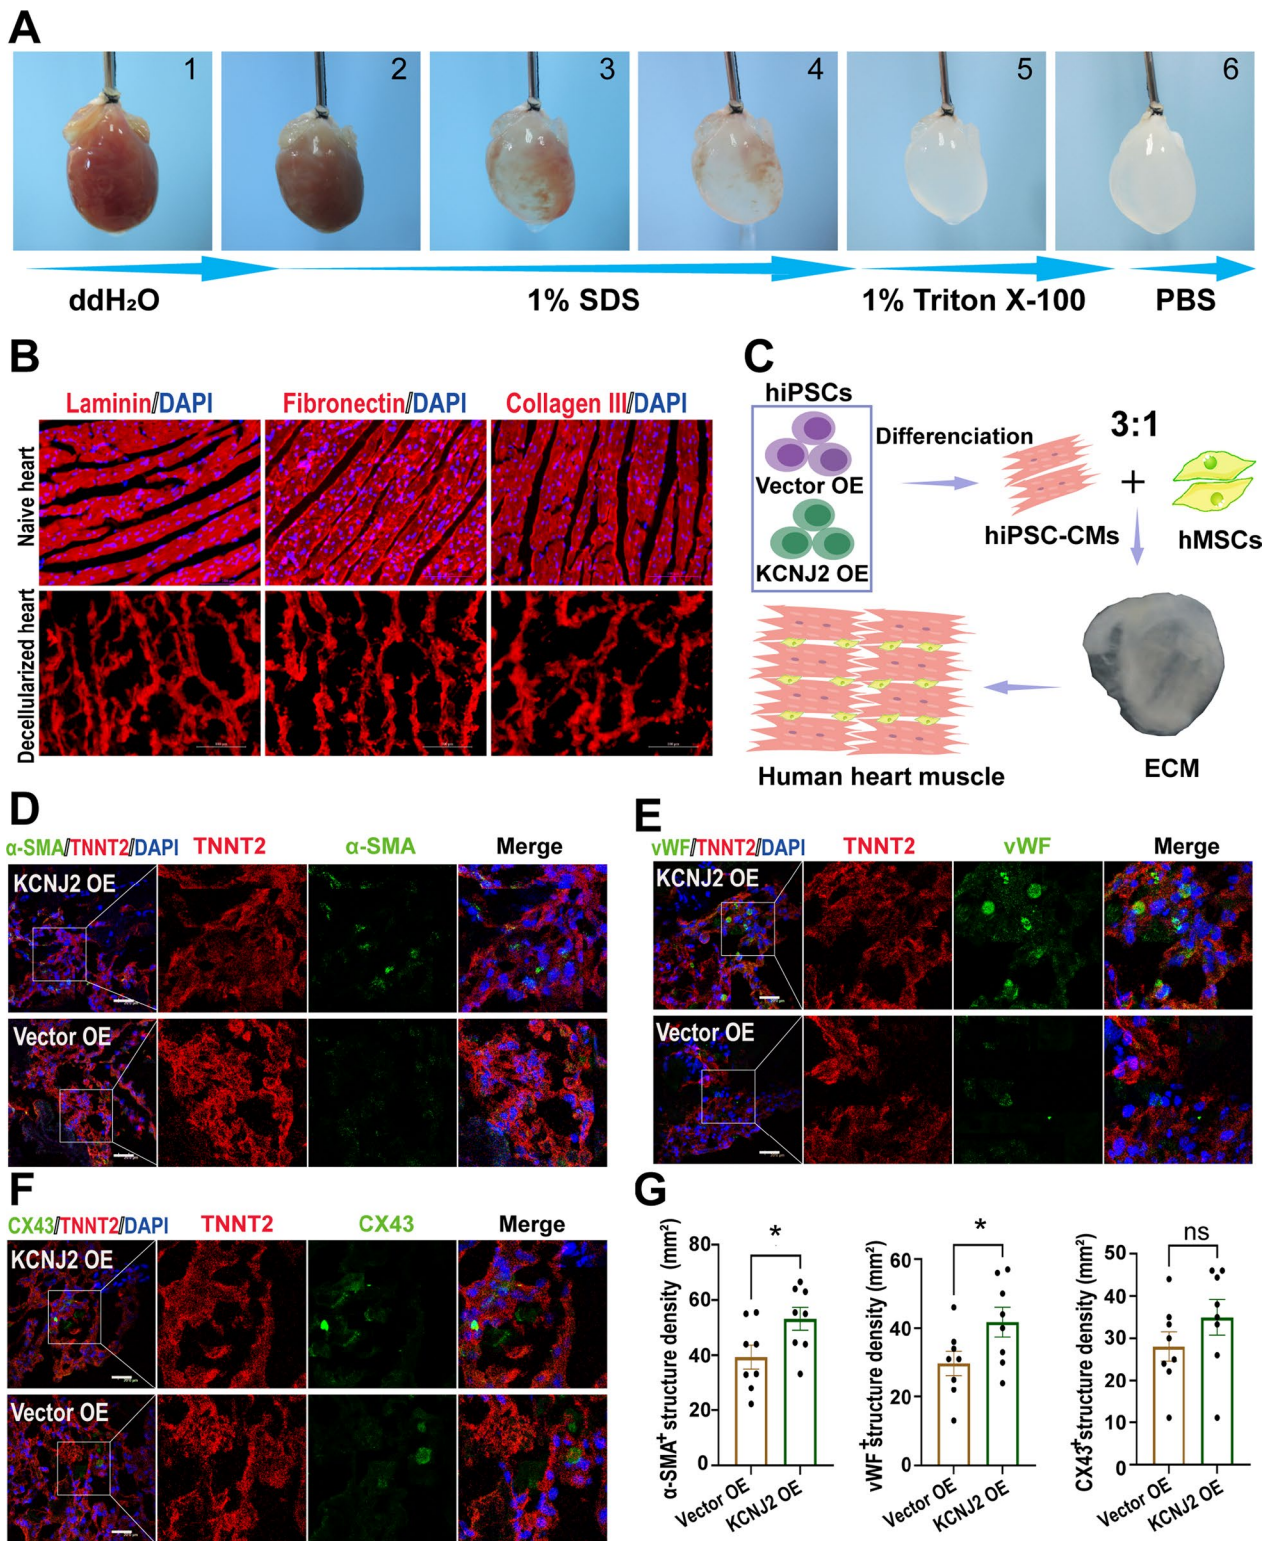 A
1 2 3 4 5 6
ddH₂O 1% SDS 1% Triton X-100 PBS
B
Laminin//DAPI Fibronectin//DAPI Collagen III//DAPI
Naive heart
Decellularized heart
C
hiPSCs
Vector OE
KCNJ2 OE
Differenciation
3:1
+
hiPSC-CMs
hMSCs
ECM
Human heart muscle
D
α-SMA//TNNT2//DAPI TNNT2 α-SMA Merge
KCNJ2 OE
Vector OE
E
vWF//TNNT2//DAPI TNNT2 vWF Merge
KCNJ2 OE
Vector OE
F
CX43//TNNT2//DAPI TNNT2 CX43 Merge
KCNJ2 OE
Vector OE
G
α-SMA⁺ structure density (mm²)
80
60
40
20
0
*
Vector OE
KCNJ2 OE
vWF⁺structure density (mm²)
60
40
20
0
*
Vector OE
KCNJ2 OE
CX43⁺structure density (mm²)
50
40
30
20
10
0
ns
Vector OE
KCNJ2 OE